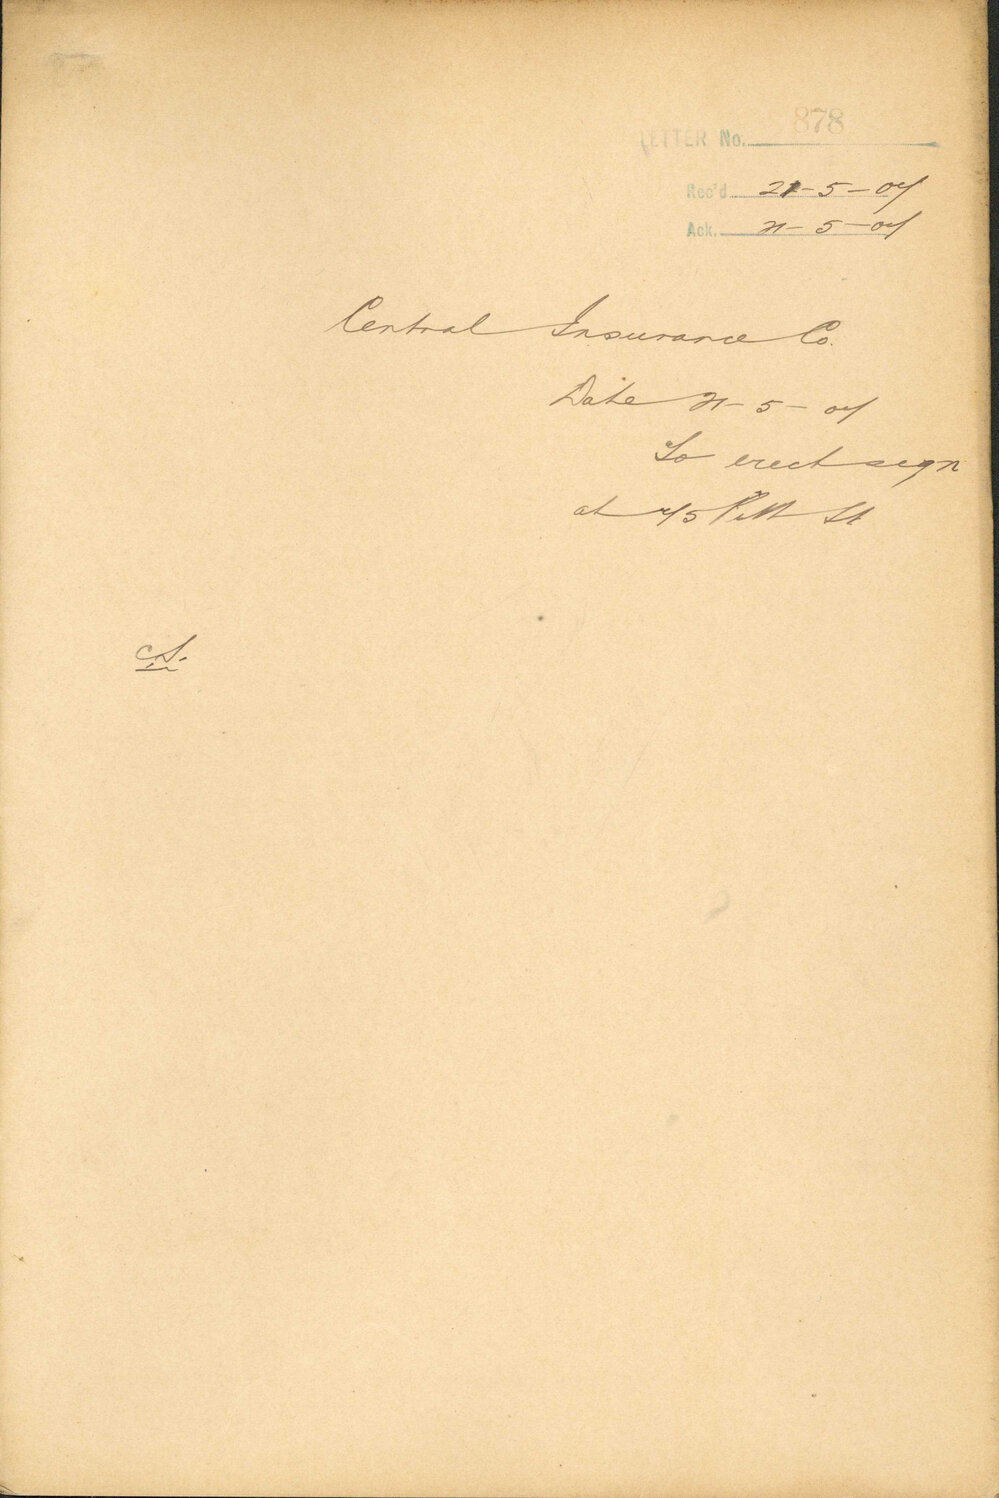 LETTER No. 878
Rec'd 21-5-04
Ack. 21-5-04
Central Insurance Co.
Date 21-5-04
To erect sign
at 75 Pitt St